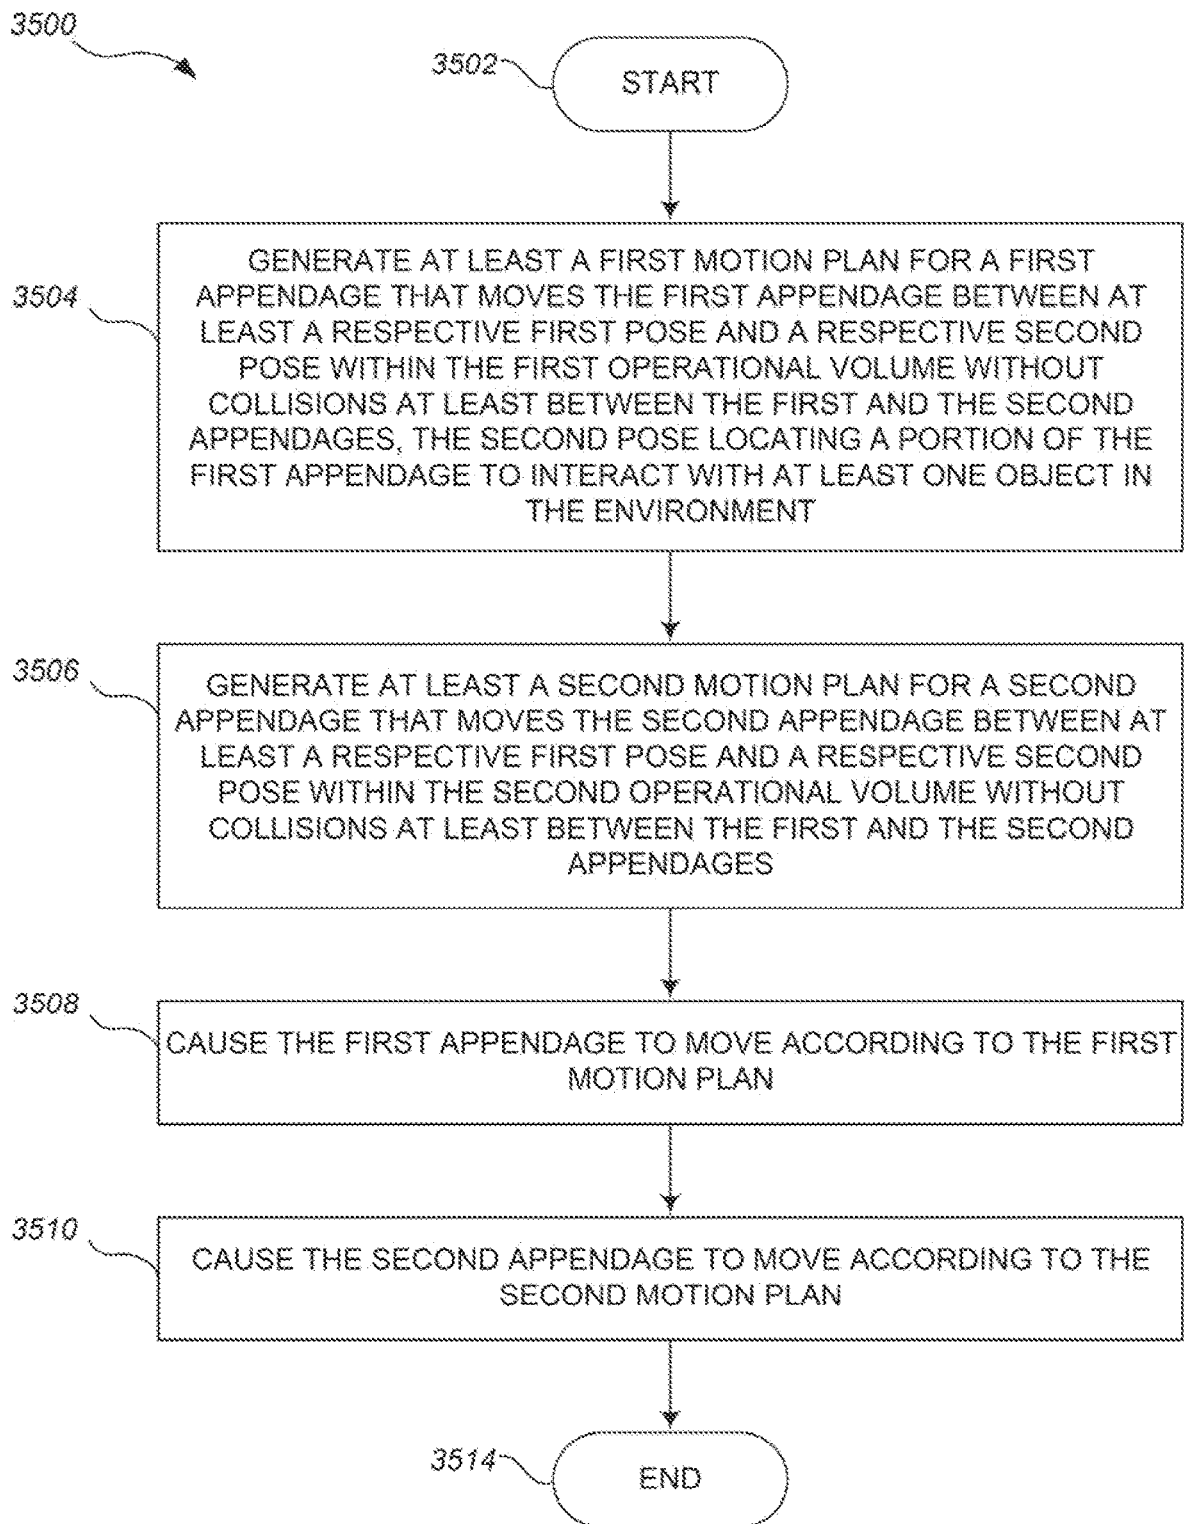 3500
3502
START
3504
GENERATE AT LEAST A FIRST MOTION PLAN FOR A FIRST
APPENDAGE THAT MOVES THE FIRST APPENDAGE BETWEEN AT
LEAST A RESPECTIVE FIRST POSE AND A RESPECTIVE SECOND
POSE WITHIN THE FIRST OPERATIONAL VOLUME WITHOUT
COLLISIONS AT LEAST BETWEEN THE FIRST AND THE SECOND
APPENDAGES, THE SECOND POSE LOCATING A PORTION OF THE
FIRST APPENDAGE TO INTERACT WITH AT LEAST ONE OBJECT IN
THE ENVIRONMENT
3506
GENERATE AT LEAST A SECOND MOTION PLAN FOR A SECOND
APPENDAGE THAT MOVES THE SECOND APPENDAGE BETWEEN AT
LEAST A RESPECTIVE FIRST POSE AND A RESPECTIVE SECOND
POSE WITHIN THE SECOND OPERATIONAL VOLUME WITHOUT
COLLISIONS AT LEAST BETWEEN THE FIRST AND THE SECOND
APPENDAGES
3508
CAUSE THE FIRST APPENDAGE TO MOVE ACCORDING TO THE FIRST
MOTION PLAN
3510
CAUSE THE SECOND APPENDAGE TO MOVE ACCORDING TO THE
SECOND MOTION PLAN
3514
END